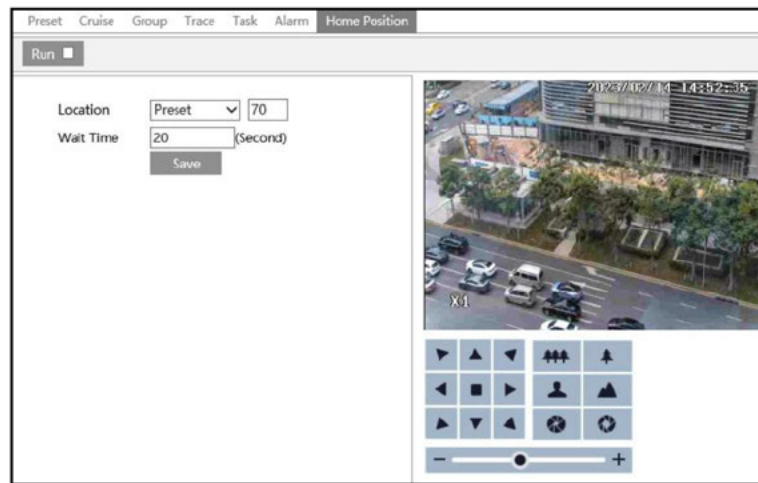 Preset Cruise Group Trace Task Alarm Home Position
Run
Location Preset 70
Wait Time 20 (Second)
Save
2023/02/14 14:52:35
X1